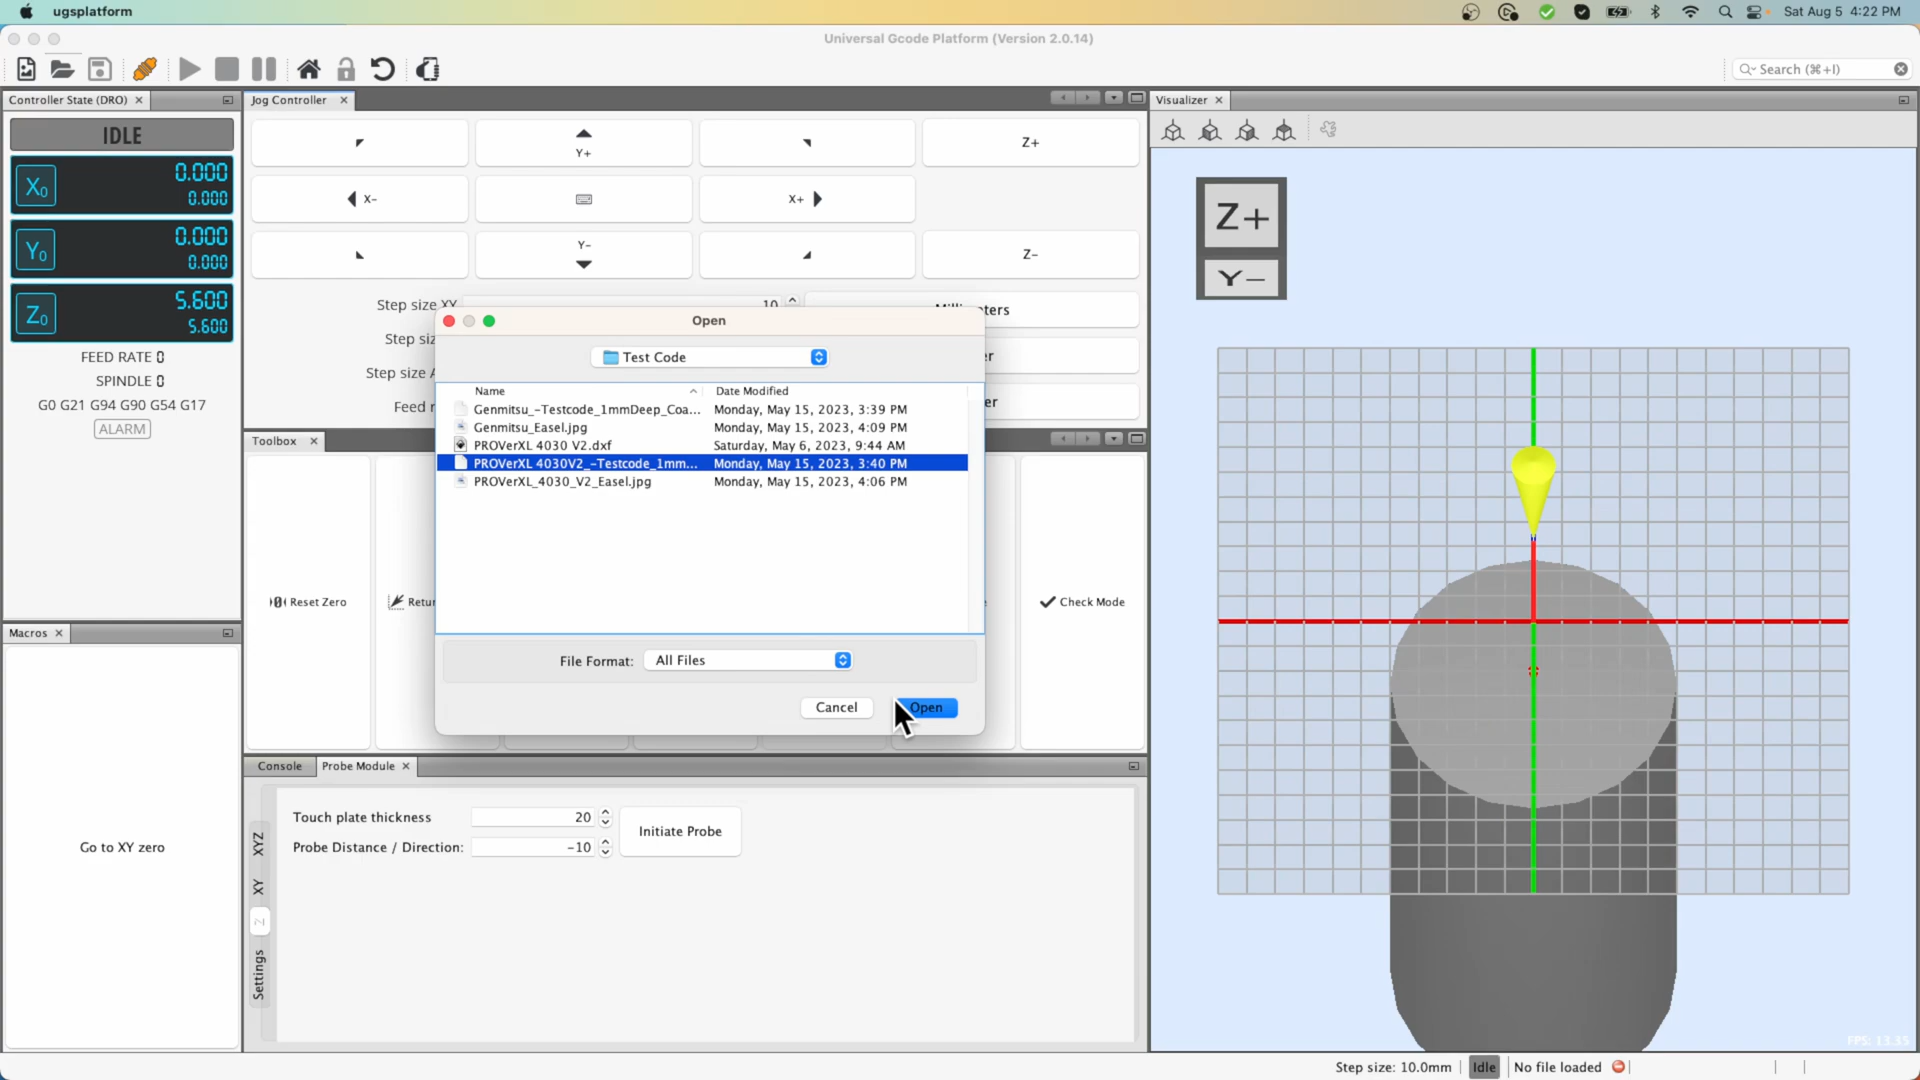 ugsplatform
Sat Aug 5 4:22 PM
Universal Gcode Platform (Version 2.0.14)
Search (⌘+I)
Controller State (DRO)
Jog Controller
Visualizer
IDLE
X0 0.000
0.000
Y0 0.000
0.000
Z0 5.600
5.600
FEED RATE 0
SPINDLE 0
G0 G21 G94 G90 G54 G17
ALARM
Y+
Z+
X-
X+
Y-
Z-
Step size XY 10
Step siz
Step size
Feed r
ters
er
er
Toolbox
Reset Zero
Retur
Check Mode
Open
Test Code
Name Date Modified
Genmitsu_-Testcode_1mmDeep_Coa... Monday, May 15, 2023, 3:39 PM
Genmitsu_Easel.jpg Monday, May 15, 2023, 4:09 PM
PROVerXL 4030 V2.dxf Saturday, May 6, 2023, 9:44 AM
PROVerXL 4030V2_-Testcode_1mm... Monday, May 15, 2023, 3:40 PM
PROVerXL_4030_V2_Easel.jpg Monday, May 15, 2023, 4:06 PM
File Format: All Files
Cancel
Open
Macros
Go to XY zero
Console
Probe Module
XYZ
XY
Z
Settings
Touch plate thickness 20
Probe Distance / Direction: -10
Initiate Probe
Z+
Y-
FPS: 13.35
Step size: 10.0mm
Idle
No file loaded